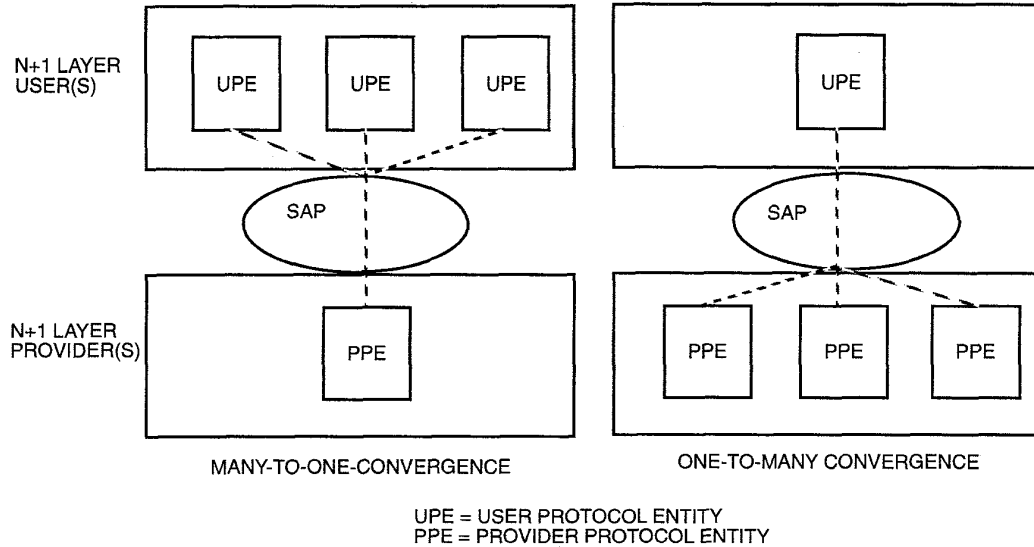 N+1 LAYER
USER(S)
UPE UPE UPE UPE
SAP SAP
N+1 LAYER
PROVIDER(S)
PPE PPE PPE PPE
MANY-TO-ONE-CONVERGENCE ONE-TO-MANY CONVERGENCE
UPE = USER PROTOCOL ENTITY
PPE = PROVIDER PROTOCOL ENTITY